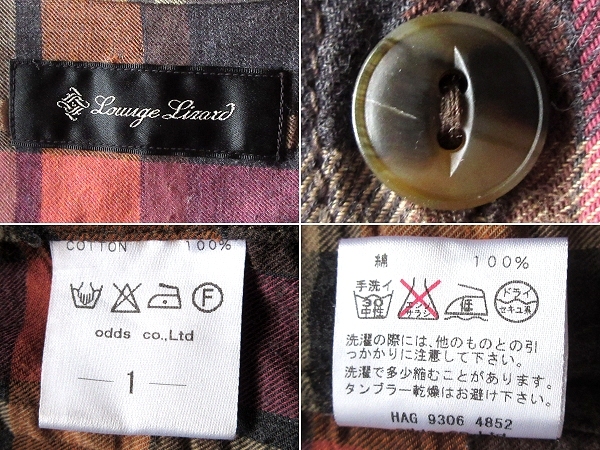 Lounge Lizard
COTTON 100%
F
odds co.,Ltd
1
綿 100%
手洗イ
30
中性
エンソ
サラシ
低
ドライ
セキユ系
洗濯の際には、他のものとの引
っかかりに注意して下さい。
洗濯で多少縮むことがあります。
タンブラー乾燥はお避け下さい。
HAG 9306 4852